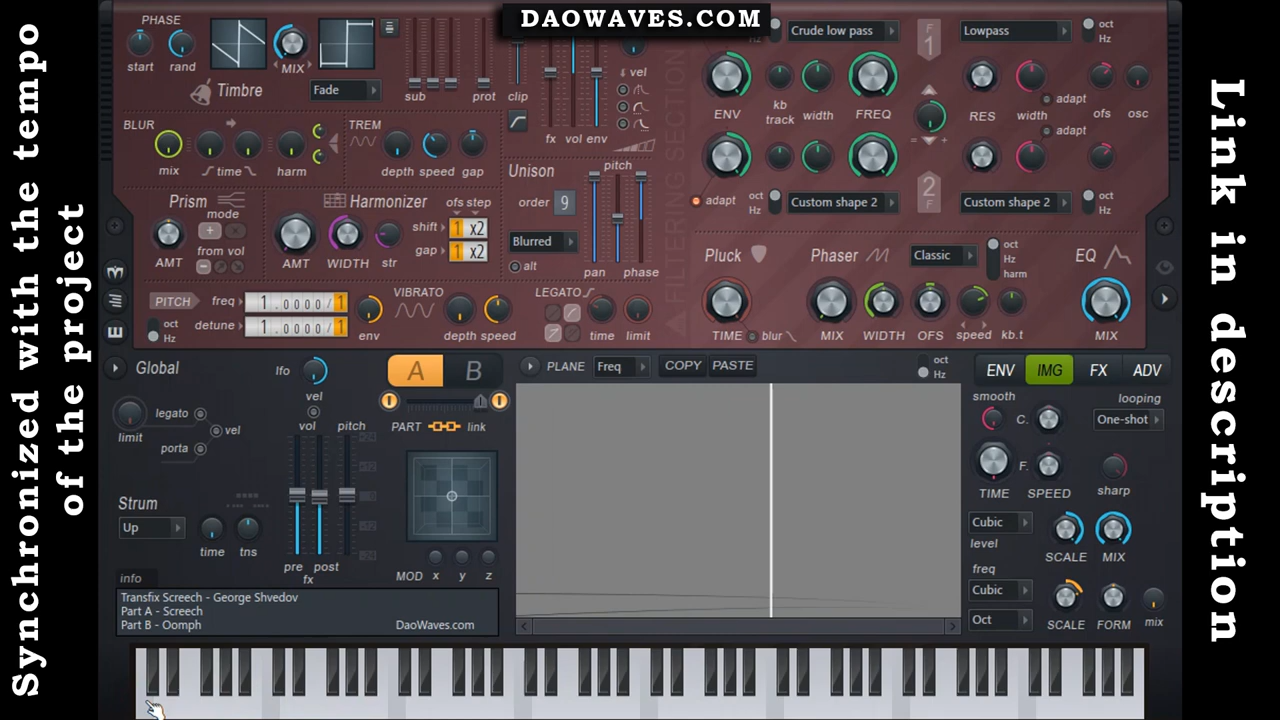 DAOWAVES.COM
Synchronized with the tempo
of the project
Link in description
PHASE
start
rand
MIX
Timbre
Fade
sub
prot
clip
fx
vol
env
vel
BLUR
mix
time
harm
TREM
depth
speed
gap
Unison
order
9
Blurred
alt
pitch
pan
phase
Prism
mode
AMT
from vol
Harmonizer
AMT
WIDTH
str
ofs
step
shift
1
x2
gap
1
x2
PITCH
oct
Hz
freq
1.0000/1
detune
1.0000/1
env
VIBRATO
depth
speed
LEGATO
time
limit
FILTERING SECTION
Hz
Crude low pass
1
Lowpass
oct
Hz
ENV
kb
track
width
FREQ
RES
width
adapt
ofs
osc
adapt
adapt
oct
Hz
Custom shape 2
2
Custom shape 2
oct
Hz
Pluck
TIME
blur
Phaser
Classic
oct
Hz
harm
MIX
WIDTH
OFS
speed
kb.t
EQ
MIX
Global
lfo
vel
limit
legato
porta
vel
vol
pitch
pre
post
fx
Strum
Up
time
tns
A
B
PART
link
MOD
x
y
z
info
Transfix Screech - George Shvedov
Part A - Screech
Part B - Oomph
DaoWaves.com
PLANE
Freq
COPY
PASTE
oct
Hz
ENV
IMG
FX
ADV
smooth
looping
C.
One-shot
F.
TIME
SPEED
sharp
Cubic
level
SCALE
MIX
freq
Cubic
Oct
SCALE
FORM
mix